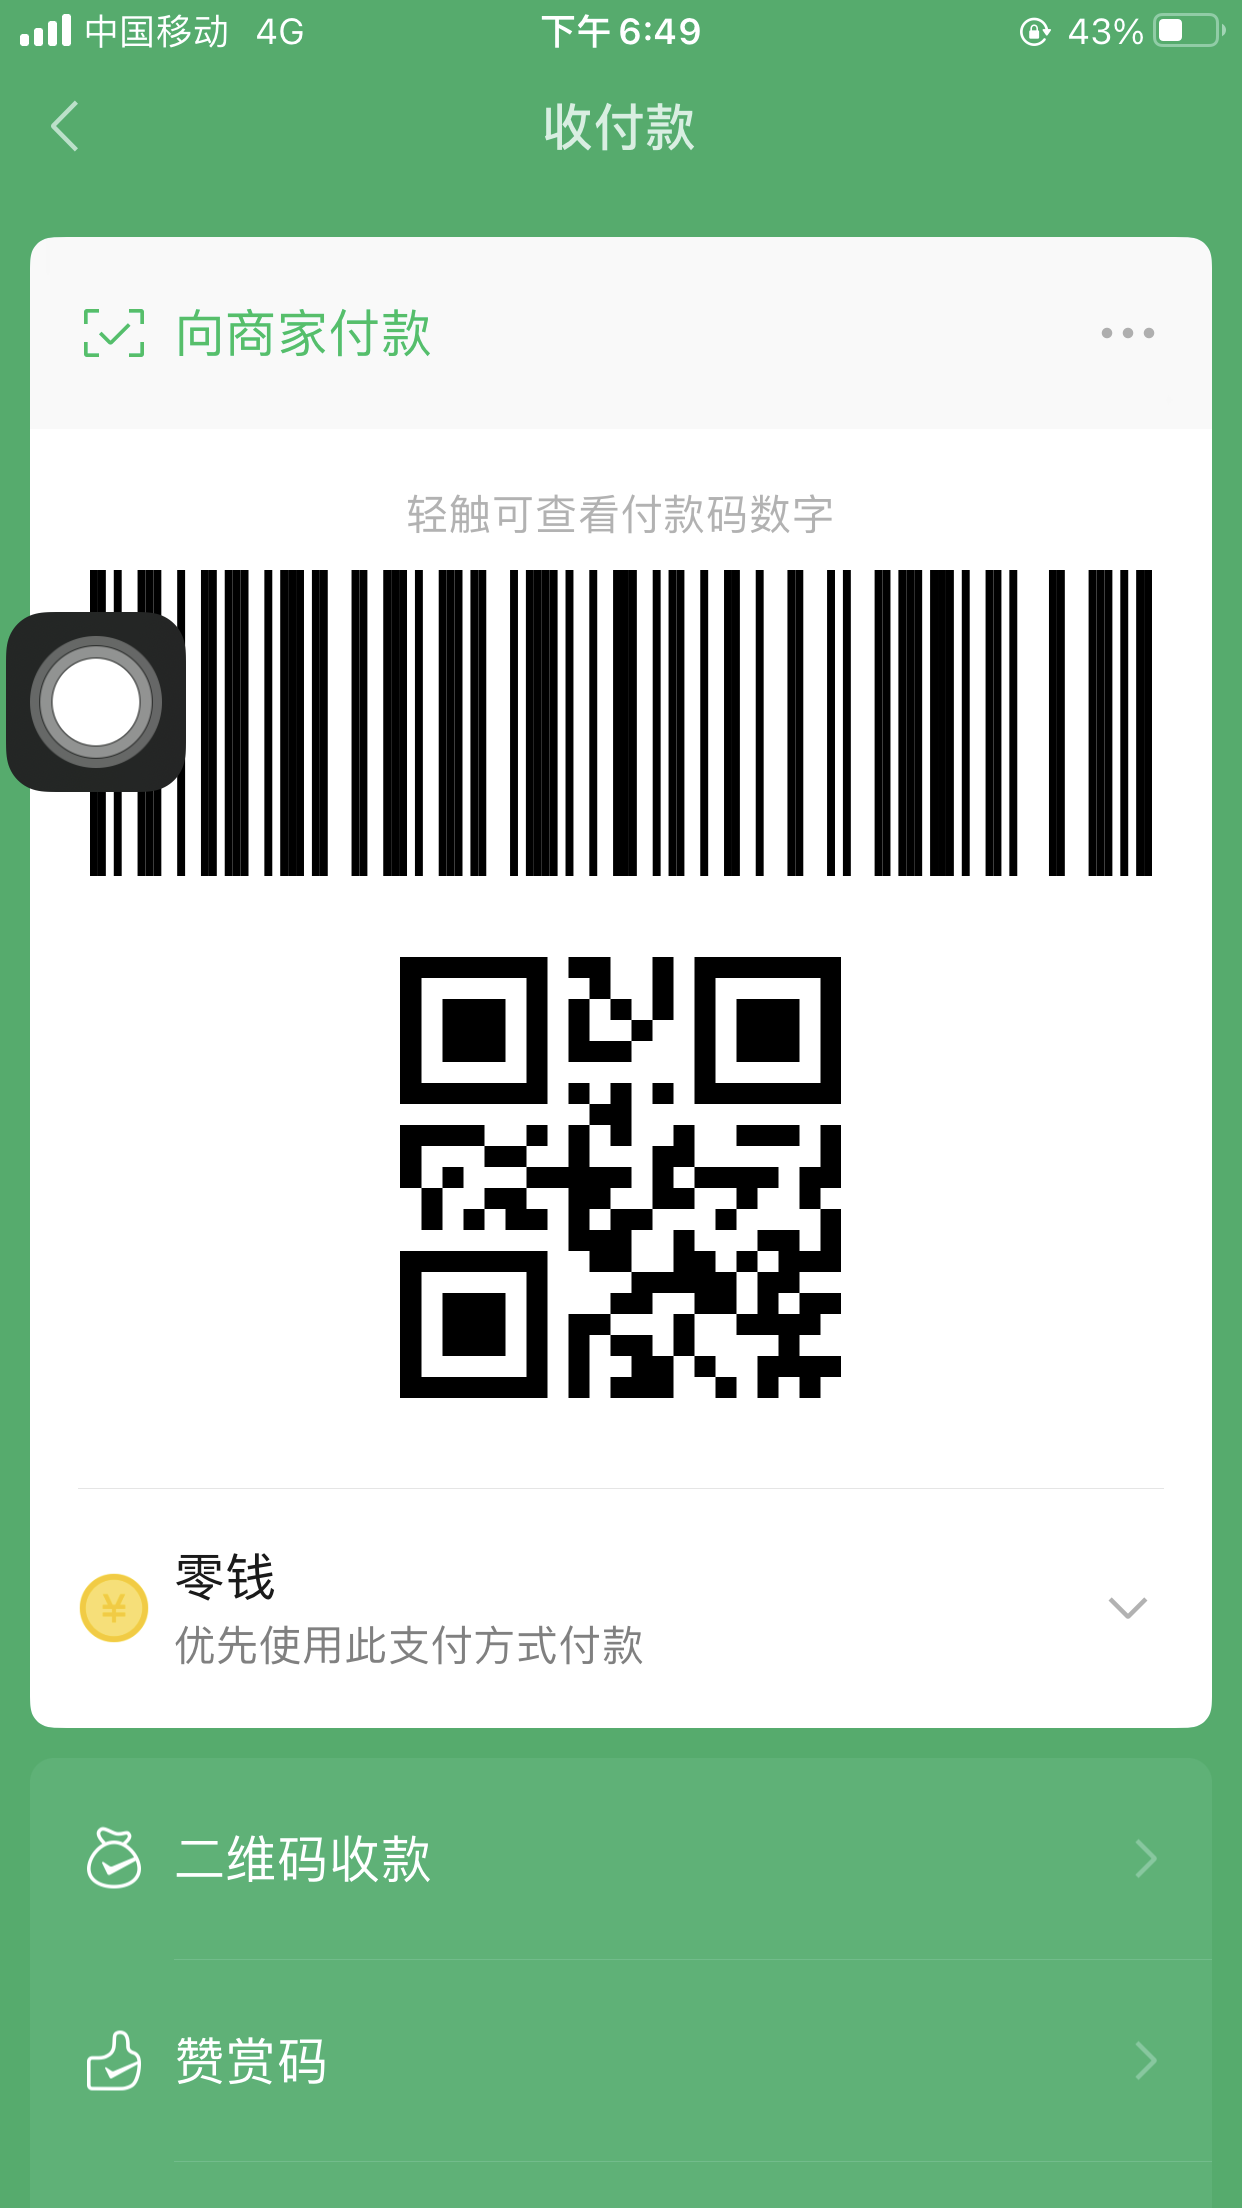 中国移动 4G 下午 6:49 43%
收付款
向商家付款
轻触可查看付款码数字
零钱
优先使用此支付方式付款
二维码收款
赞赏码